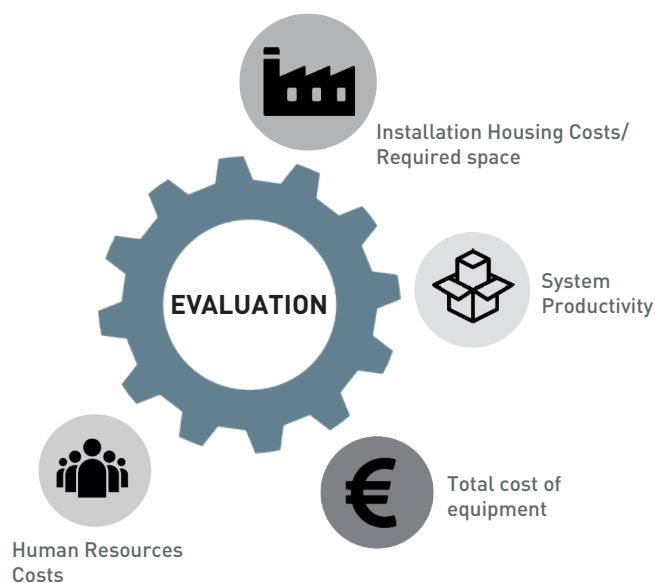 Installation Housing Costs/
Required space
EVALUATION
System
Productivity
Total cost of
equipment
Human Resources
Costs
€